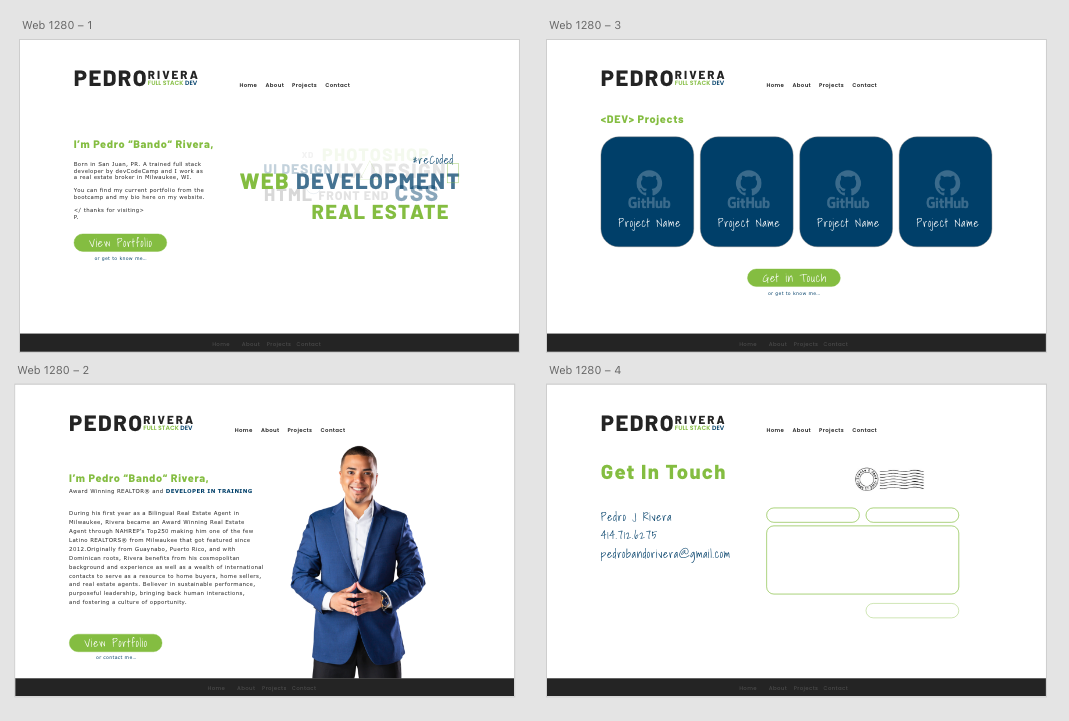 Web 1280 – 1
PEDRO RIVERA
FULL STACK DEV
Home About Projects Contact
I'm Pedro "Bando" Rivera,
Born in San Juan, PR. A trained full stack
developer by devCodeCamp and I work as
a real estate broker in Milwaukee, WI.
You can find my current portfolio from the
bootcamp and my bio here on my website.
</ thanks for visiting>
P.
View Portfolio
or get to know me..
#reCoded..
XD PHOTOSHOP
UI DESIGN UX DESIGN
WEB DEVELOPMENT
HTML FRONT END CSS
REAL ESTATE
Home About Projects Contact
Web 1280 – 3
PEDRO RIVERA
FULL STACK DEV
Home About Projects Contact
<DEV> Projects
GitHub GitHub GitHub GitHub
Project Name Project Name Project Name Project Name
Get in Touch
or get to know me..
Home About Projects Contact
Web 1280 – 2
PEDRO RIVERA
FULL STACK DEV
Home About Projects Contact
I'm Pedro "Bando" Rivera,
Award Winning REALTOR® and DEVELOPER IN TRAINING
During his first year as a Bilingual Real Estate Agent in
Milwaukee, Rivera became an Award Winning Real Estate
Agent through NAHREP's Top250 making him one of the few
Latino REALTORS® from Milwaukee that got featured since
2012.Originally from Guaynabo, Puerto Rico, and with
Dominican roots, Rivera benefits from his cosmopolitan
background and experience as well as a wealth of international
contacts to serve as a resource to home buyers, home sellers,
and real estate agents. Believer in sustainable performance,
purposeful leadership, bringing back human interactions,
and fostering a culture of opportunity.
View Portfolio
or contact me..
Home About Projects Contact
Web 1280 – 4
PEDRO RIVERA
FULL STACK DEV
Home About Projects Contact
Get In Touch
Pedro J Rivera
414.712.6275
pedrobandorivera@gmail.com
Home About Projects Contact